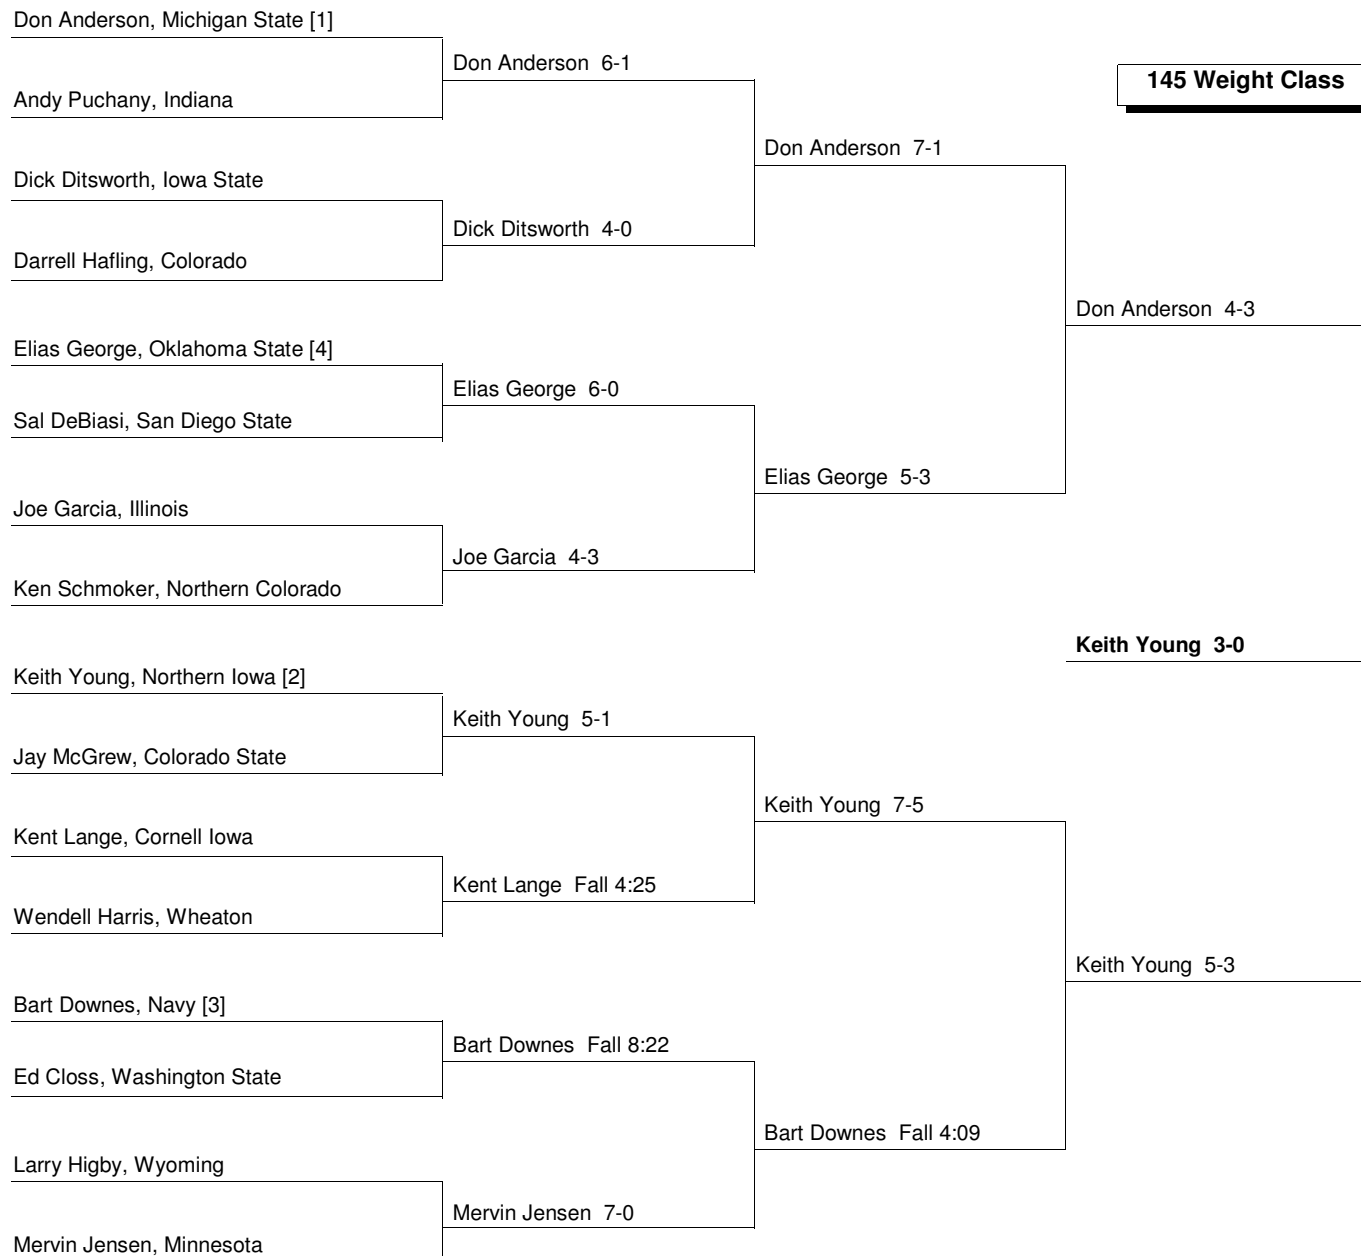 Don Anderson, Michigan State [1]
Don Anderson 6-1
145 Weight Class
Andy Puchany, Indiana
Don Anderson 7-1
Dick Ditsworth, Iowa State
Dick Ditsworth 4-0
Darrell Hafling, Colorado
Don Anderson 4-3
Elias George, Oklahoma State [4]
Elias George 6-0
Sal DeBiasi, San Diego State
Elias George 5-3
Joe Garcia, Illinois
Joe Garcia 4-3
Ken Schmoker, Northern Colorado
Keith Young 3-0
Keith Young, Northern Iowa [2]
Keith Young 5-1
Jay McGrew, Colorado State
Keith Young 7-5
Kent Lange, Cornell Iowa
Kent Lange Fall 4:25
Wendell Harris, Wheaton
Keith Young 5-3
Bart Downes, Navy [3]
Bart Downes Fall 8:22
Ed Closs, Washington State
Bart Downes Fall 4:09
Larry Higby, Wyoming
Mervin Jensen 7-0
Mervin Jensen, Minnesota